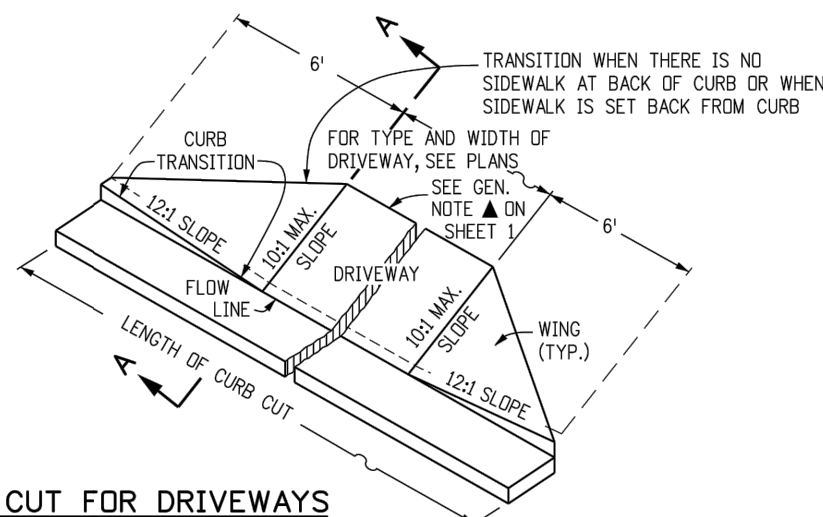 A
6'
TRANSITION WHEN THERE IS NO
SIDEWALK AT BACK OF CURB OR WHEN
SIDEWALK IS SET BACK FROM CURB
CURB
TRANSITION
FOR TYPE AND WIDTH OF
DRIVEWAY, SEE PLANS
SEE GEN.
NOTE ▲ ON
SHEET 1
6'
12:1 SLOPE
10:1 MAX.
SLOPE
DRIVEWAY
FLOW
LINE
10:1 MAX.
SLOPE
WING
(TYP.)
12:1 SLOPE
LENGTH OF CURB CUT
A
CUT FOR DRIVEWAYS